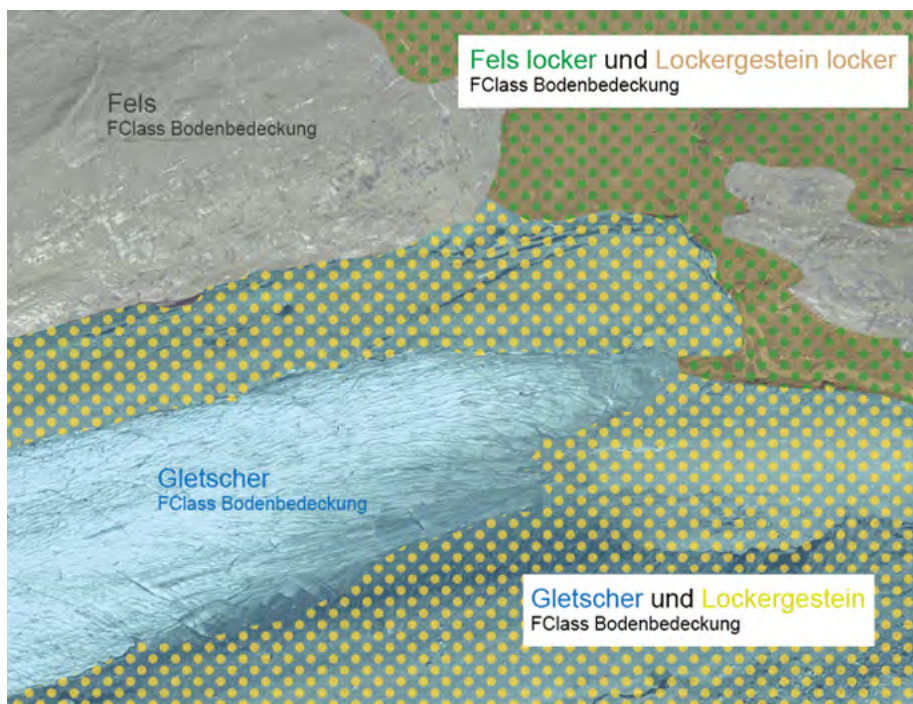 Fels locker und Lockergestein locker
FClass Bodenbedeckung
Fels
FClass Bodenbedeckung
Gletscher
FClass Bodenbedeckung
Gletscher und Lockergestein
FClass Bodenbedeckung